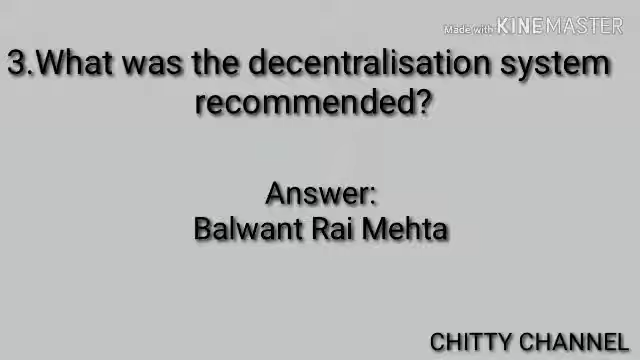 Made with KINEMASTER
3.What was the decentralisation system
recommended?
Answer:
Balwant Rai Mehta
CHITTY CHANNEL